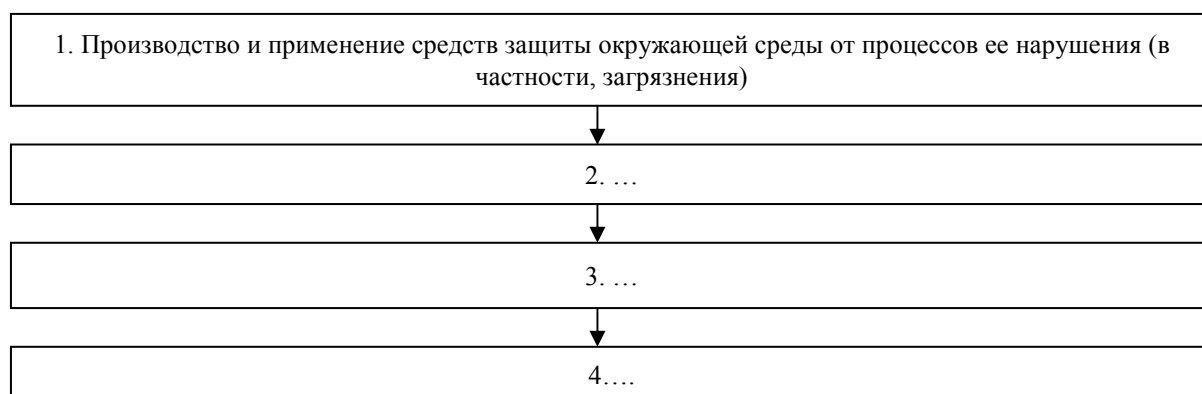 1. Производство и применение средств защиты окружающей среды от процессов ее нарушения (в
частности, загрязнения)
2. …
3. …
4….